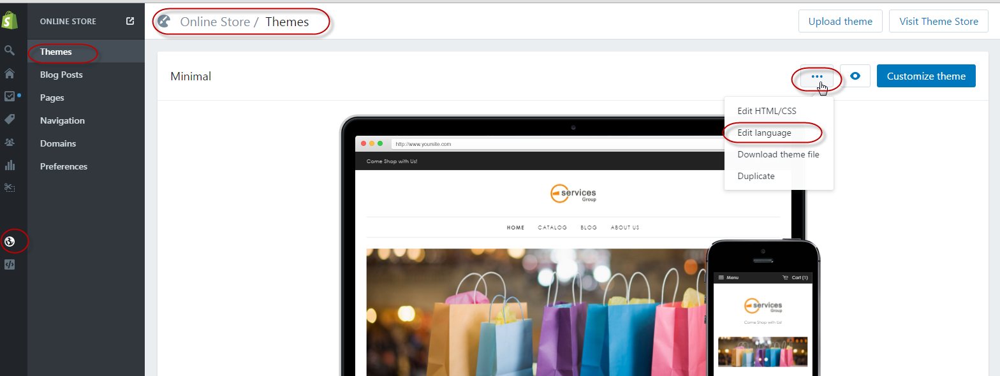 ONLINE STORE
Themes
Blog Posts
Pages
Navigation
Domains
Preferences
Online Store / Themes
Upload theme
Visit Theme Store
Minimal
Customize theme
Edit HTML/CSS
Edit language
Download theme file
Duplicate
http://www.yoursite.com
Come Shop with Us!
services
Group
HOME CATALOG BLOG ABOUT US
Menu Cart (1)
services
Group
Come Shop with Us!